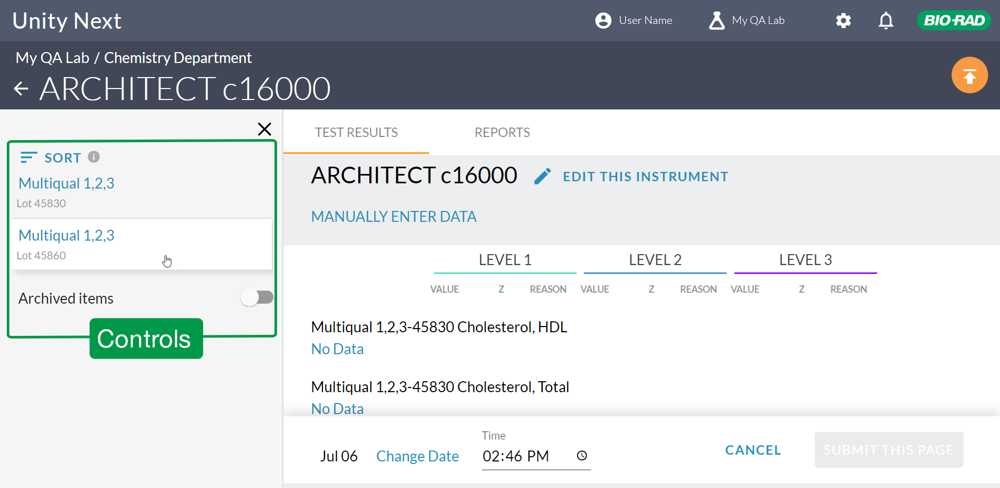 Unity Next
User Name
My QA Lab
BIO-RAD
My QA Lab / Chemistry Department
ARCHITECT c16000
SORT
Multiqual 1,2,3
Lot 45830
Multiqual 1,2,3
Lot 45860
Archived items
Controls
TEST RESULTS
REPORTS
ARCHITECT c16000
EDIT THIS INSTRUMENT
MANUALLY ENTER DATA
LEVEL 1
LEVEL 2
LEVEL 3
VALUE Z REASON VALUE Z REASON VALUE Z REASON
Multiqual 1,2,3-45830 Cholesterol, HDL
No Data
Multiqual 1,2,3-45830 Cholesterol, Total
No Data
Time
Jul 06 Change Date 02:46 PM
CANCEL
SUBMIT THIS PAGE